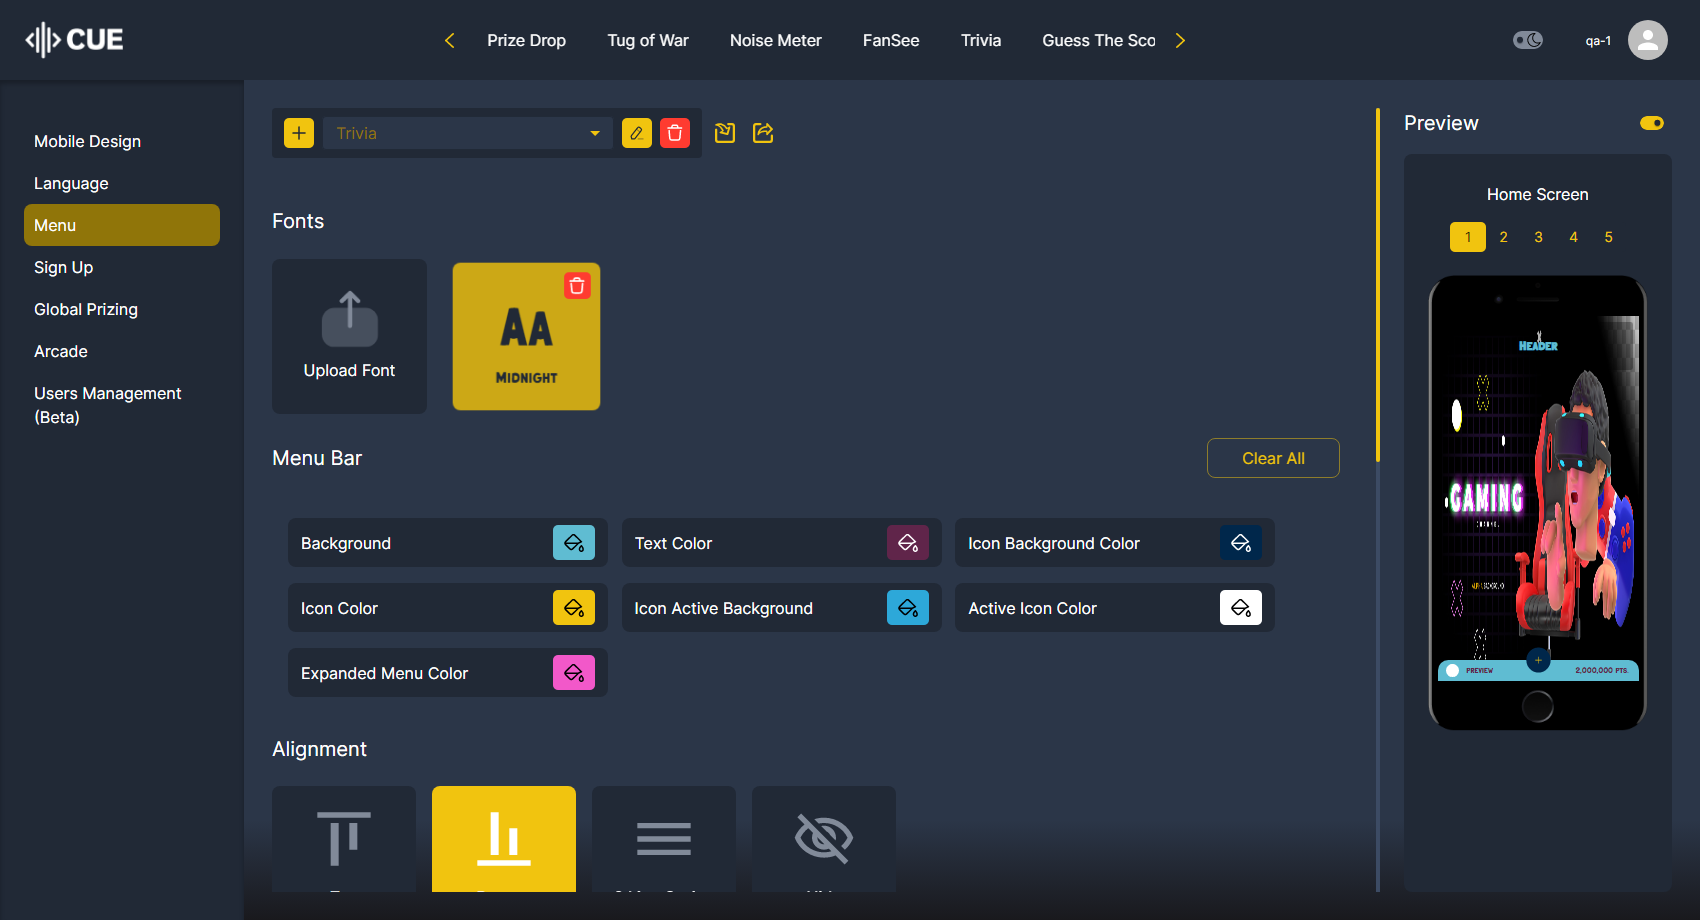 CUE
Prize Drop
Tug of War
Noise Meter
FanSee
Trivia
Guess The Sco
qa-1
Mobile Design
Language
Menu
Sign Up
Global Prizing
Arcade
Users Management
(Beta)
Trivia
Fonts
Upload Font
AA
MIDNIGHT
Menu Bar
Clear All
Background
Text Color
Icon Background Color
Icon Color
Icon Active Background
Active Icon Color
Expanded Menu Color
Alignment
Preview
Home Screen
1 2 3 4 5
HEADER
GAMING
PREVIEW
2,000,000 PTS